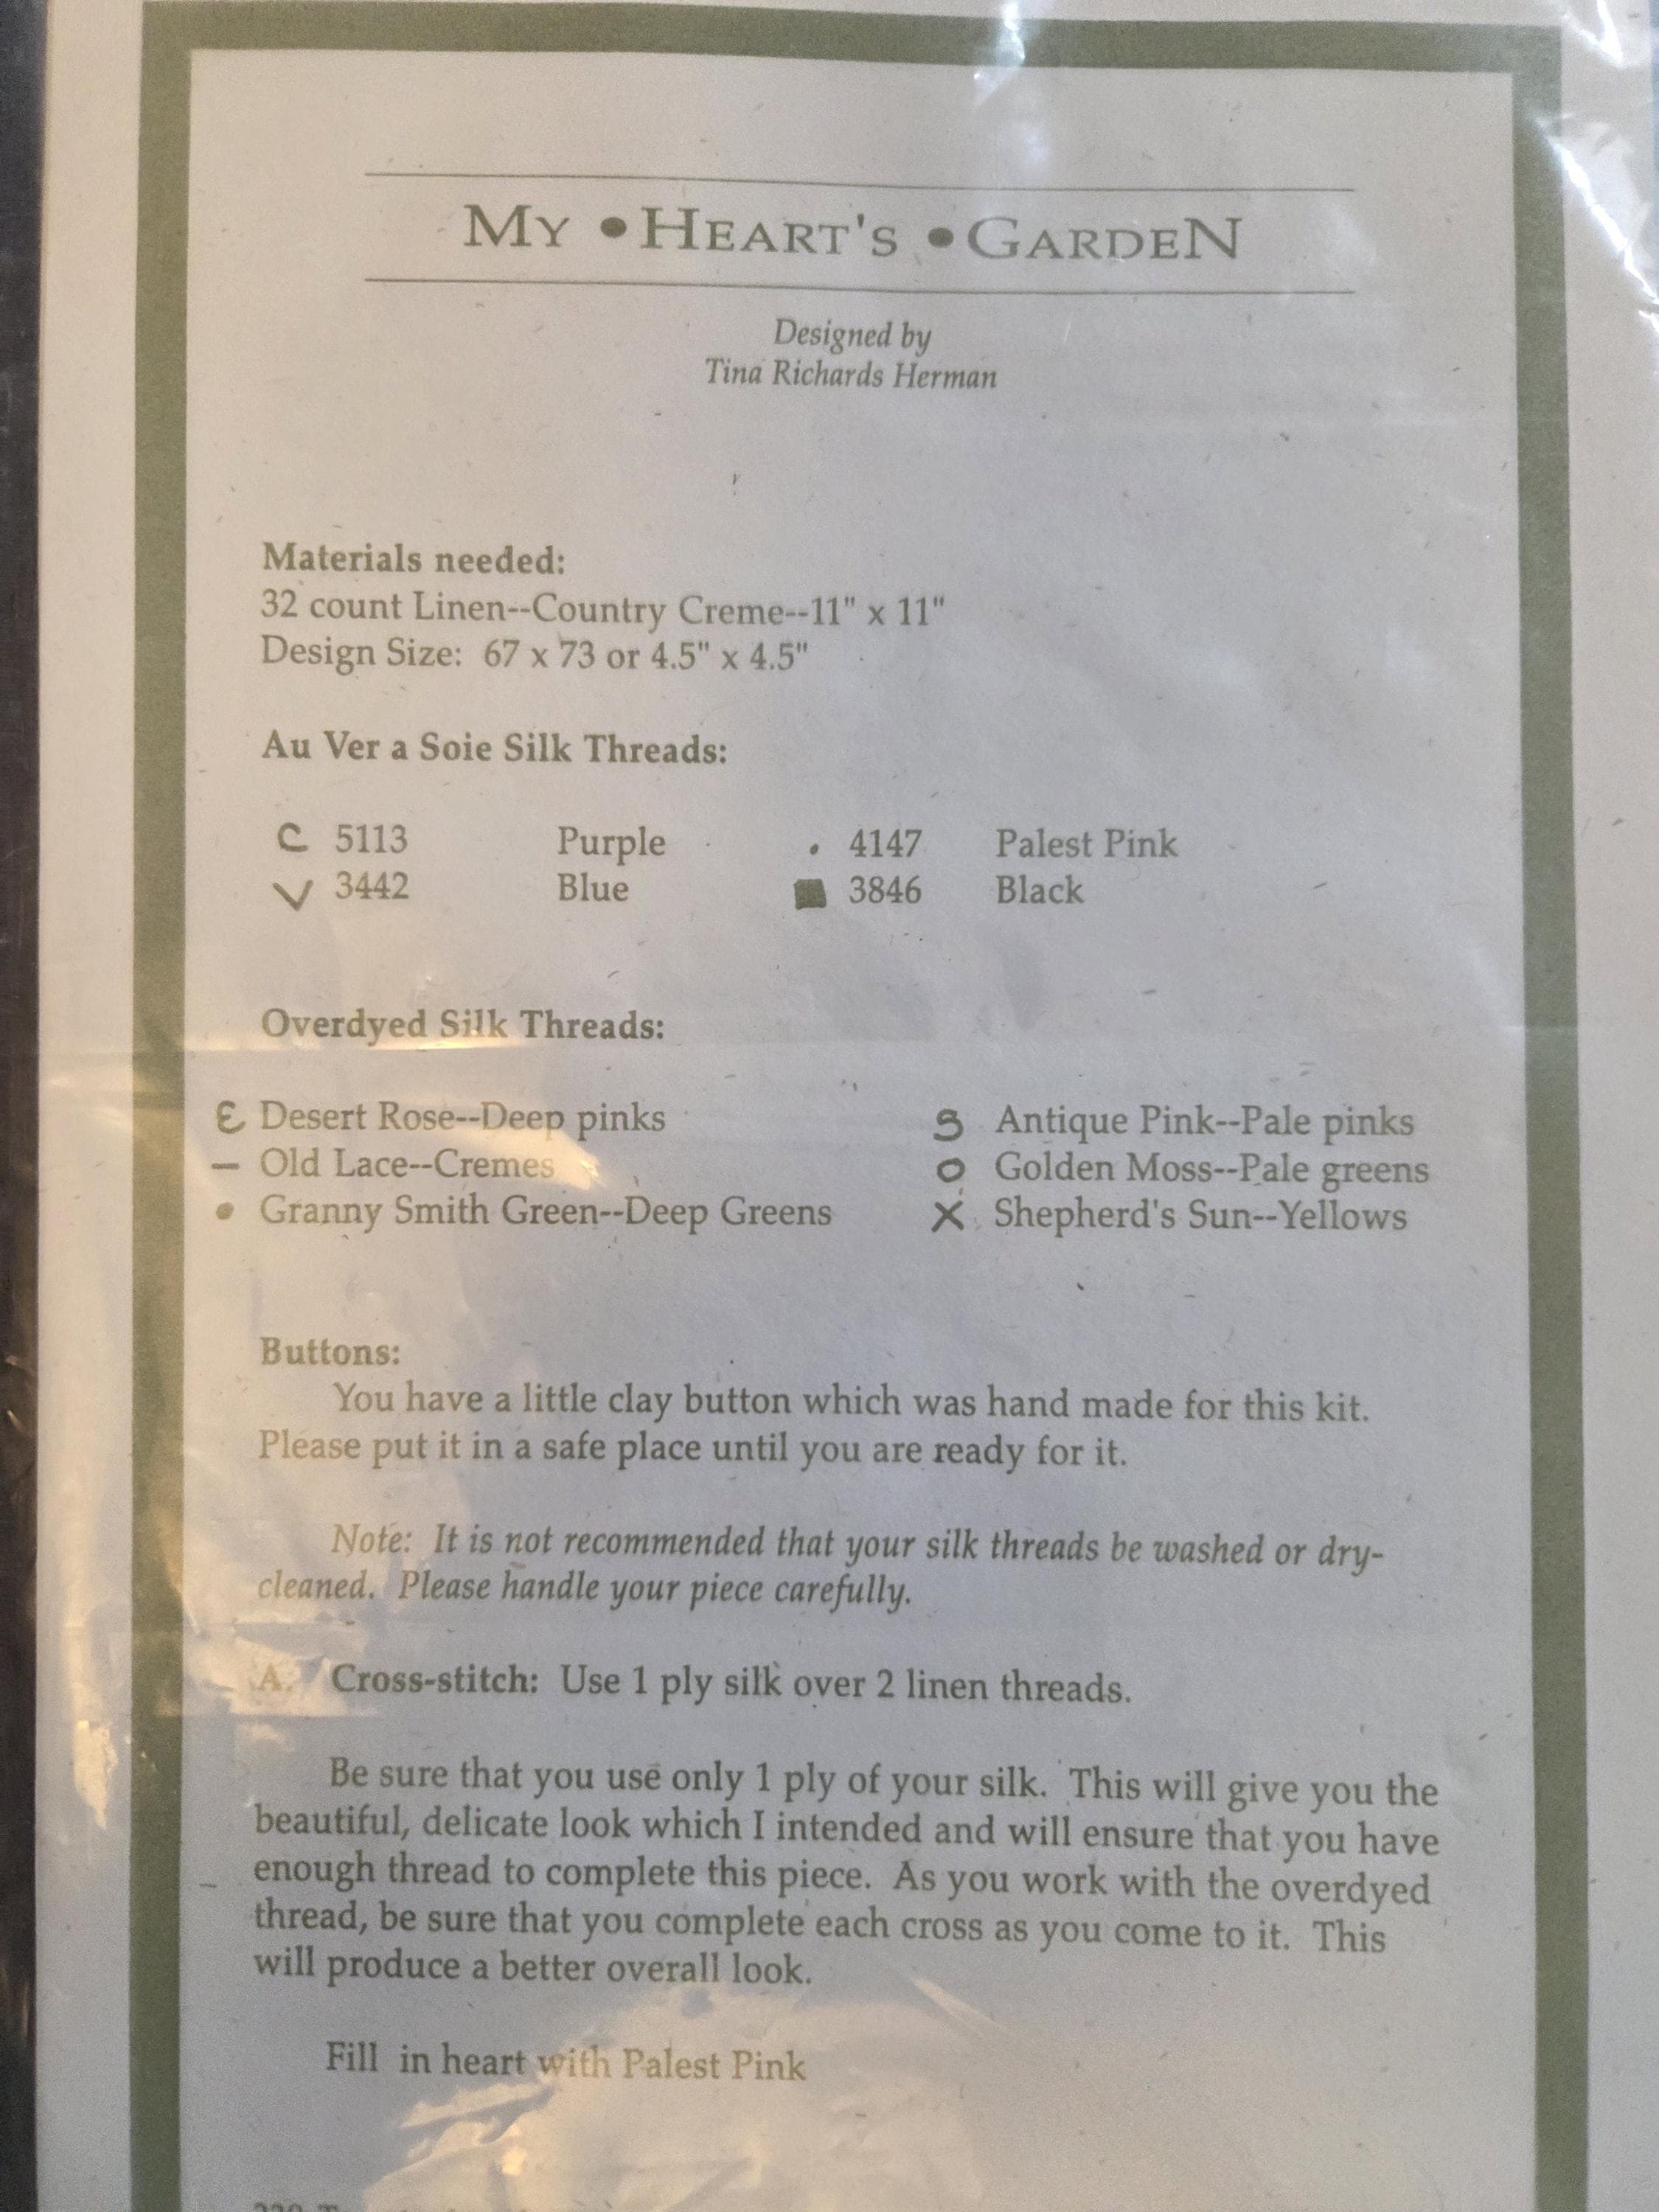 My • Heart's • Garden
Designed by
Tina Richards Herman
Materials needed:
32 count Linen--Country Creme--11" x 11"
Design Size: 67 x 73 or 4.5" x 4.5"
Au Ver a Soie Silk Threads:
C 5113 Purple . 4147 Palest Pink
V 3442 Blue ■ 3846 Black
Overdyed Silk Threads:
Ɛ Desert Rose--Deep pinks S Antique Pink--Pale pinks
— Old Lace--Cremes O Golden Moss--Pale greens
• Granny Smith Green--Deep Greens X Shepherd's Sun--Yellows
Buttons:
You have a little clay button which was hand made for this kit.
Please put it in a safe place until you are ready for it.
Note: It is not recommended that your silk threads be washed or dry-
cleaned. Please handle your piece carefully.
A. Cross-stitch: Use 1 ply silk over 2 linen threads.
Be sure that you use only 1 ply of your silk. This will give you the
beautiful, delicate look which I intended and will ensure that you have
enough thread to complete this piece. As you work with the overdyed
thread, be sure that you complete each cross as you come to it. This
will produce a better overall look.
Fill in heart with Palest Pink